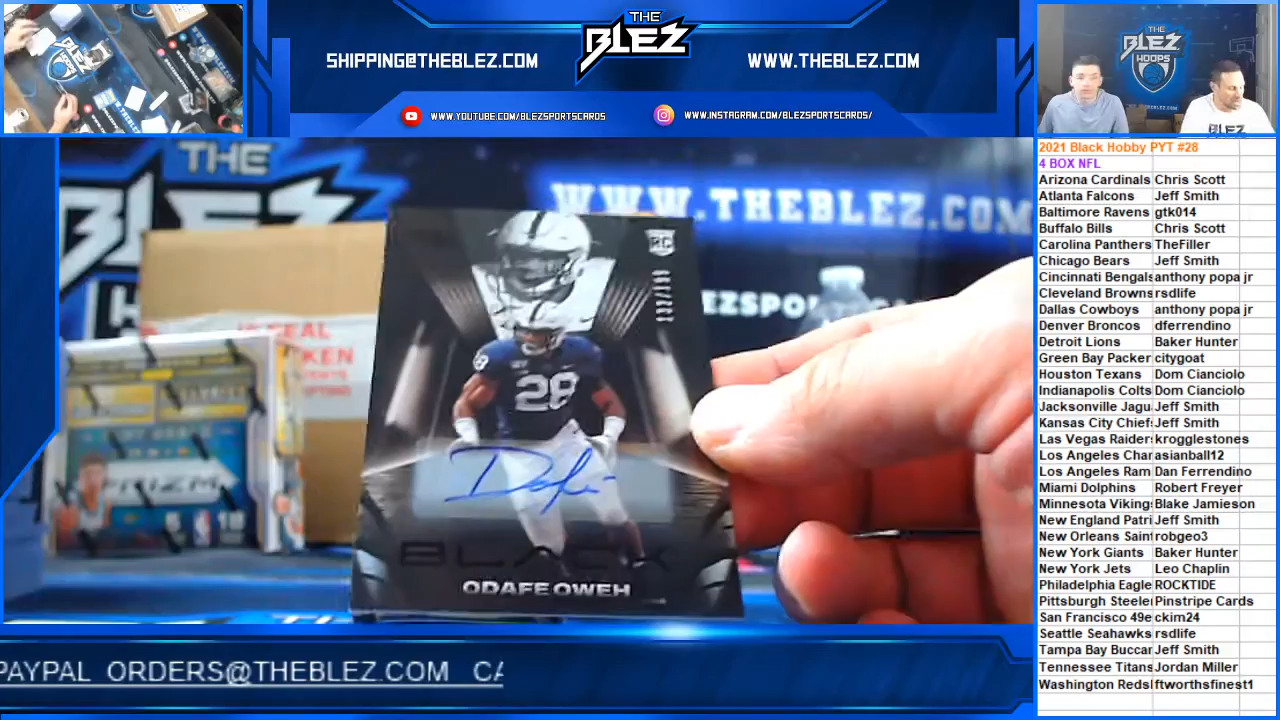 THE
BLEZ
SHIPPING@THEBLEZ.COM
WWW.THEBLEZ.COM
WWW.YOUTUBE.COM/BLEZSPORTSCARDS
WWW.INSTAGRAM.COM/BLEZSPORTSCARDS/
THE
BLEZ
HOOPS
BLEZ
THE
WWW.THEBLEZ.COM
EZSPO
PRIZM
RC
132/199
28
BLACK
ODAFE OWEH
PAYPAL ORDERS@THEBLEZ.COM CA
2021 Black Hobby PYT #28
4 BOX NFL
Arizona Cardinals Chris Scott
Atlanta Falcons Jeff Smith
Baltimore Ravens gtk014
Buffalo Bills Chris Scott
Carolina Panthers TheFiller
Chicago Bears Jeff Smith
Cincinnati Bengals anthony popa jr
Cleveland Browns rsdlife
Dallas Cowboys anthony popa jr
Denver Broncos dferrendino
Detroit Lions Baker Hunter
Green Bay Packer citygoat
Houston Texans Dom Cianciolo
Indianapolis Colts Dom Cianciolo
Jacksonville Jagu Jeff Smith
Kansas City Chief Jeff Smith
Las Vegas Raider krogglestones
Los Angeles Char asianball12
Los Angeles Ram Dan Ferrendino
Miami Dolphins Robert Freyer
Minnesota Viking Blake Jamieson
New England Patri Jeff Smith
New Orleans Saint robgeo3
New York Giants Baker Hunter
New York Jets Leo Chaplin
Philadelphia Eagle ROCKTIDE
Pittsburgh Steele Pinstripe Cards
San Francisco 49e ckim24
Seattle Seahawks rsdlife
Tampa Bay Buccan Jeff Smith
Tennessee Titans Jordan Miller
Washington Reds ftworthsfinest1